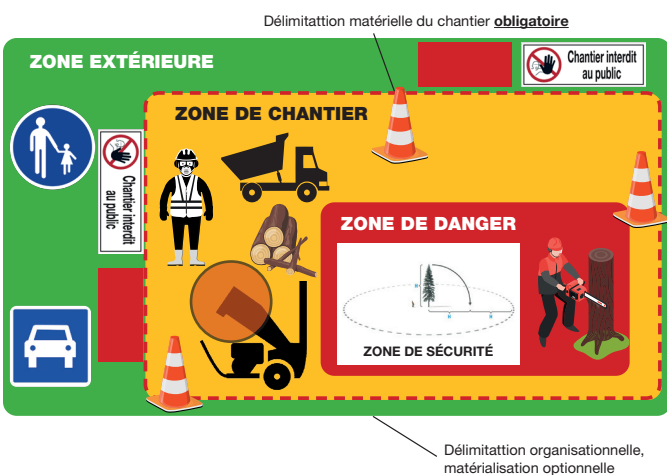 Délimitattion matérielle du chantier obligatoire
ZONE EXTÉRIEURE
Chantier interdit
au public
ZONE DE CHANTIER
Chantier interdit
au public
ZONE DE DANGER
H
H
H
ZONE DE SÉCURITÉ
Délimitattion organisationnelle,
matérialisation optionnelle